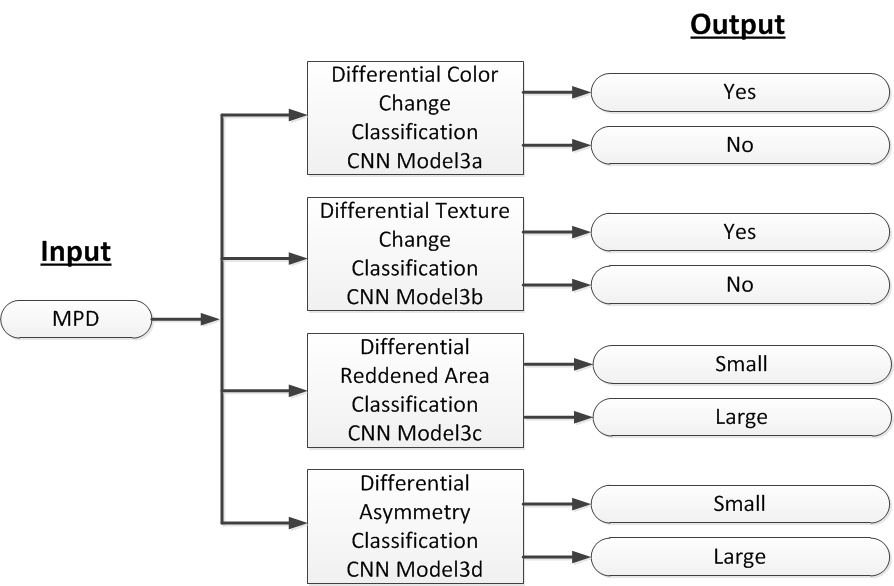 Output
Input
MPD
Differential Color
Change
Classification
CNN Model3a
Yes
No
Differential Texture
Change
Classification
CNN Model3b
Yes
No
Differential
Reddened Area
Classification
CNN Model3c
Small
Large
Differential
Asymmetry
Classification
CNN Model3d
Small
Large